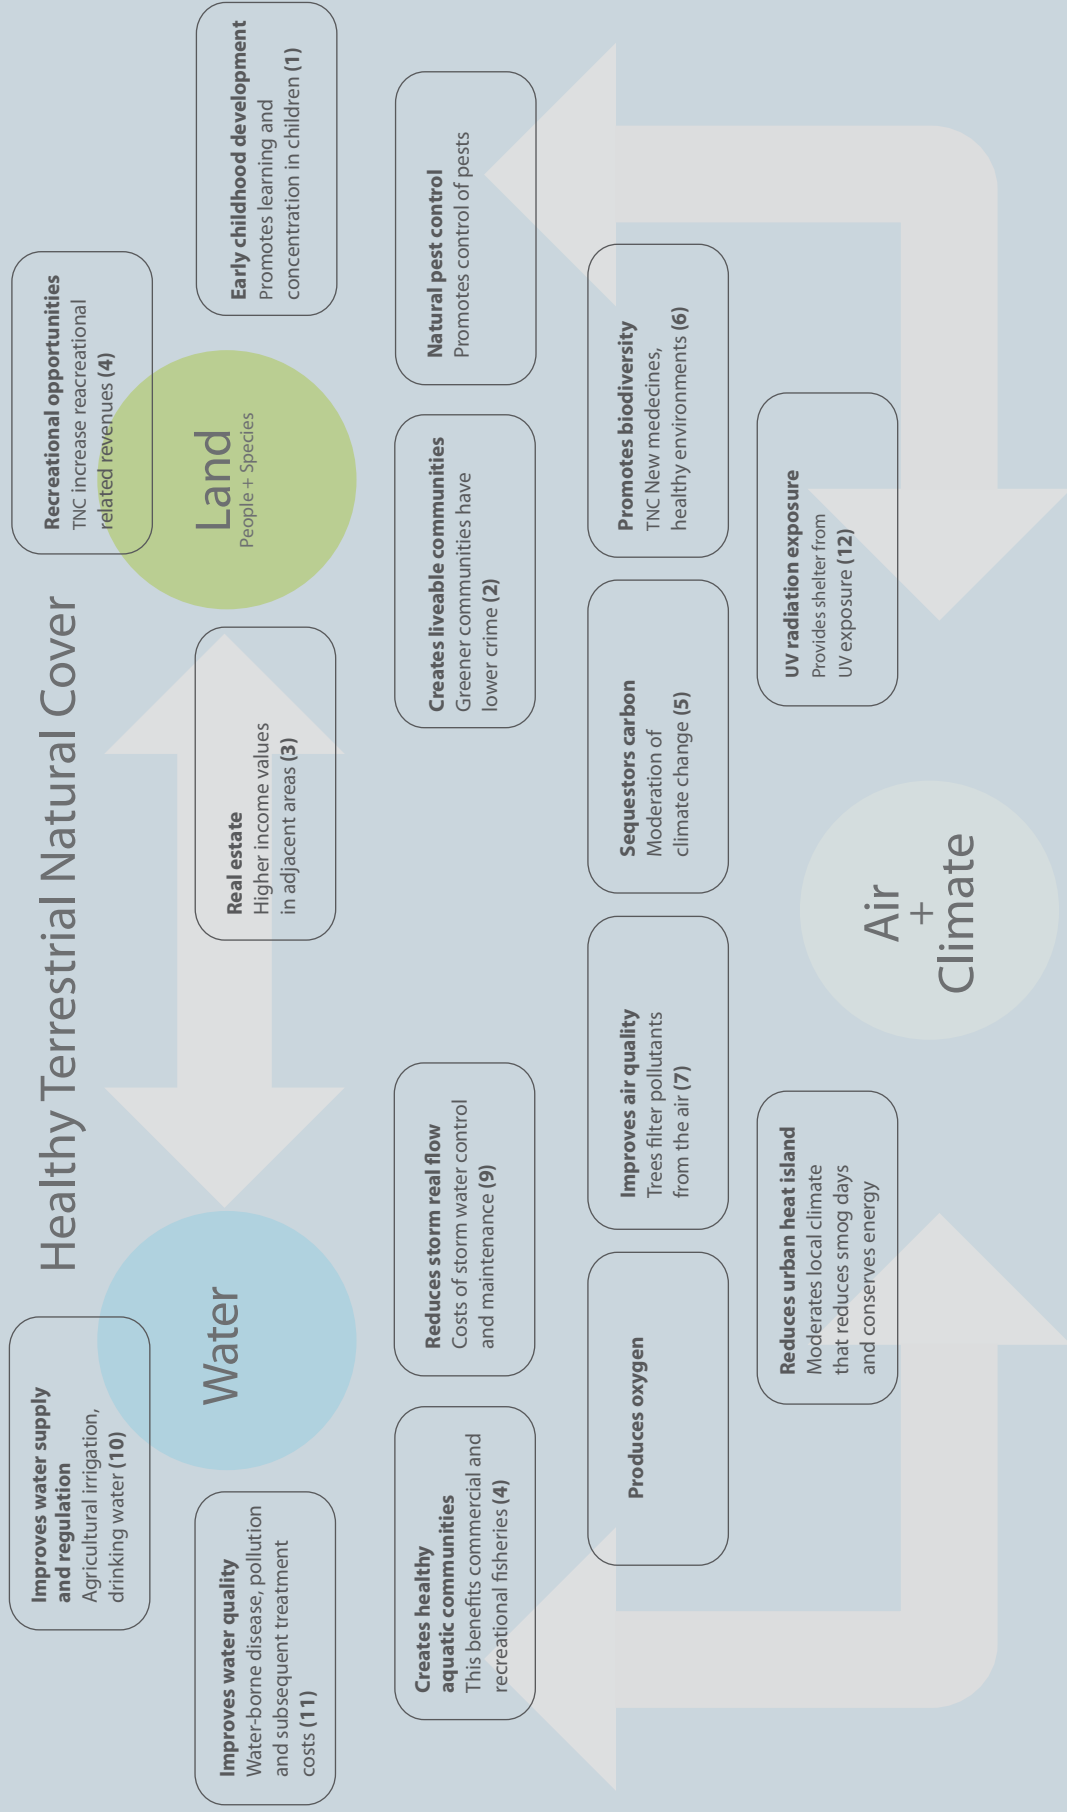 Healthy Terrestrial Natural Cover
Improves water supply
and regulation
Agricultural irrigation,
drinking water (10)
Recreational opportunities
TNC increase reacreational
related revenues (4)
Improves water quality
Water-borne disease, pollution
and subsequent treatment
costs (11)
Water
Real estate
Higher income values
in adjacent areas (3)
Land
People + Species
Early childhood development
Promotes learning and
concentration in children (1)
Creates healthy
aquatic communities
This benefits commercial and
recreational fisheries (4)
Reduces storm real flow
Costs of storm water control
and maintenance (9)
Creates liveable communities
Greener communities have
lower crime (2)
Natural pest control
Promotes control of pests
Produces oxygen
Improves air quality
Trees filter pollutants
from the air (7)
Sequestors carbon
Moderation of
climate change (5)
Promotes biodiversity
TNC New medecines,
healthy environments (6)
Reduces urban heat island
Moderates local climate
that reduces smog days
and conserves energy
Air
+
Climate
UV radiation exposure
Provides shelter from
UV exposure (12)